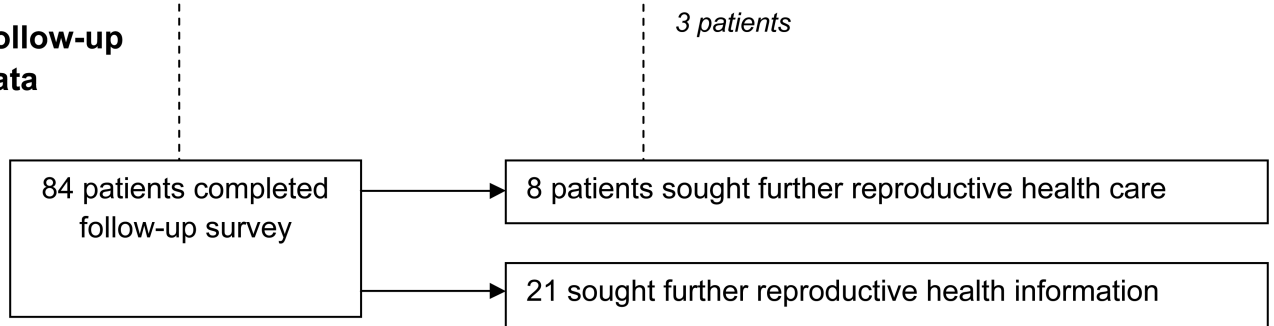 3 patients
ollow-up
ata
84 patients completed
follow-up survey
8 patients sought further reproductive health care
21 sought further reproductive health information